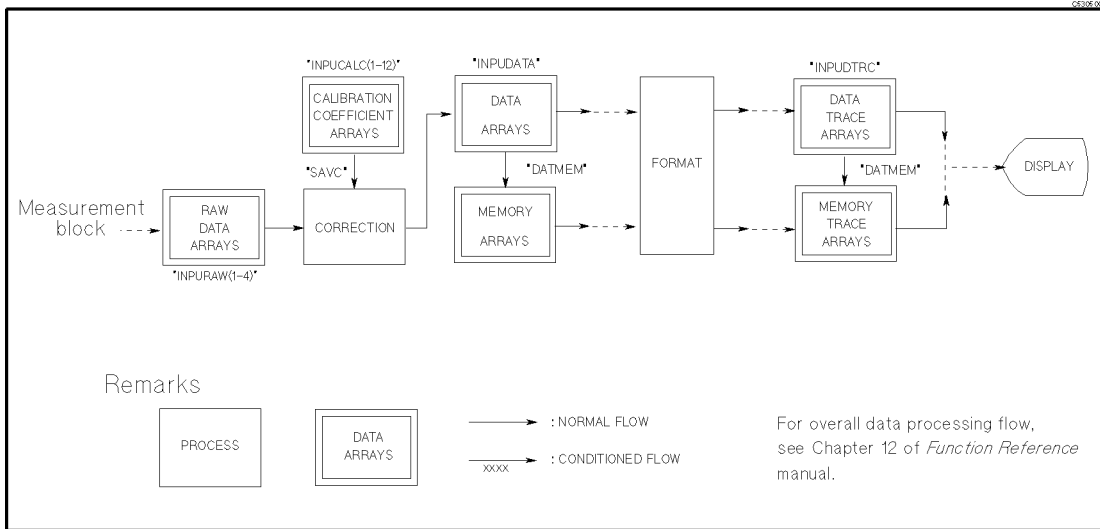 C5305 00
"INPUCALC(1-12)"
CALIBRATION
COEFFICIENT
ARRAYS
"SAVC"
"INPUDATA"
DATA
ARRAYS
"DATMEM"
MEMORY
ARRAYS
FORMAT
"INPUDTRC"
DATA
TRACE
ARRAYS
"DATMEM"
MEMORY
TRACE
ARRAYS
DISPLAY
Measurement
block
RAW
DATA
ARRAYS
"INPURAW(1-4)"
CORRECTION
Remarks
PROCESS
DATA
ARRAYS
: NORMAL FLOW
XXXX : CONDITIONED FLOW
For overall data processing flow,
see Chapter 12 of Function Reference
manual.